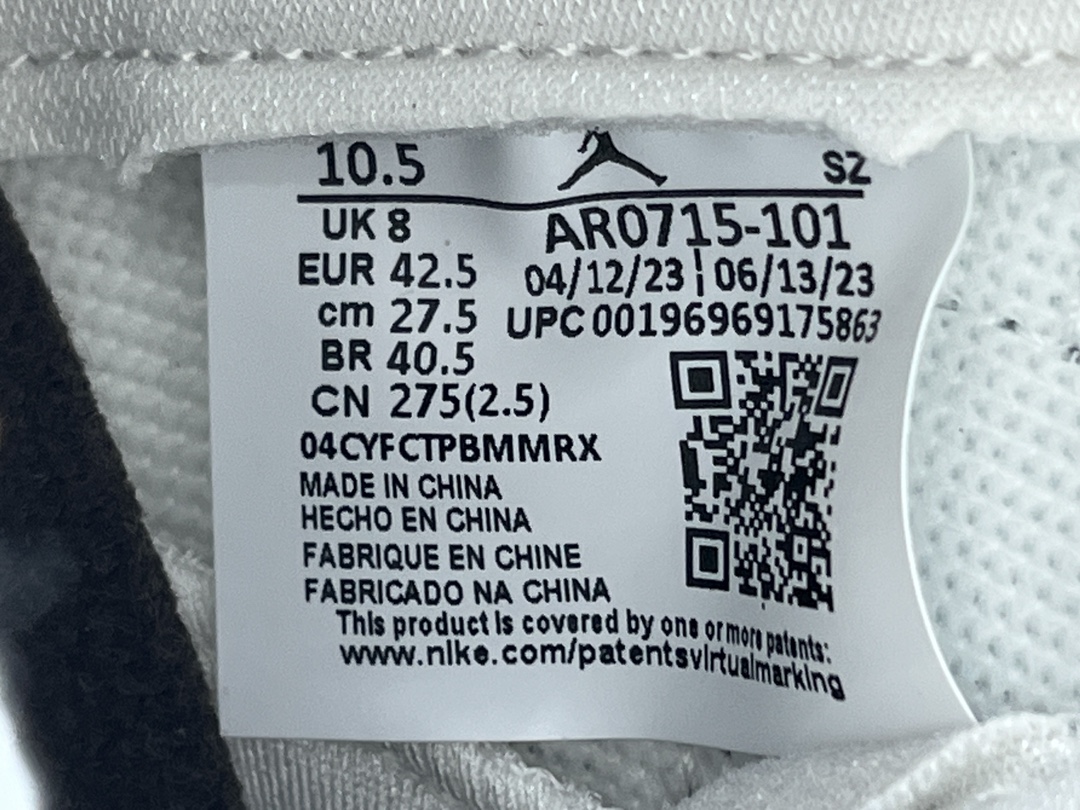 10.5 SZ
UK 8 AR0715-101
EUR 42.5 04/12/23 | 06/13/23
cm 27.5 UPC 00196969175863
BR 40.5
CN 275(2.5)
04CYFCTPBMMRX
MADE IN CHINA
HECHO EN CHINA
FABRIQUE EN CHINE
FABRICADO NA CHINA
This product is covered by one or more patents:
www.nike.com/patentsvirtualmarking